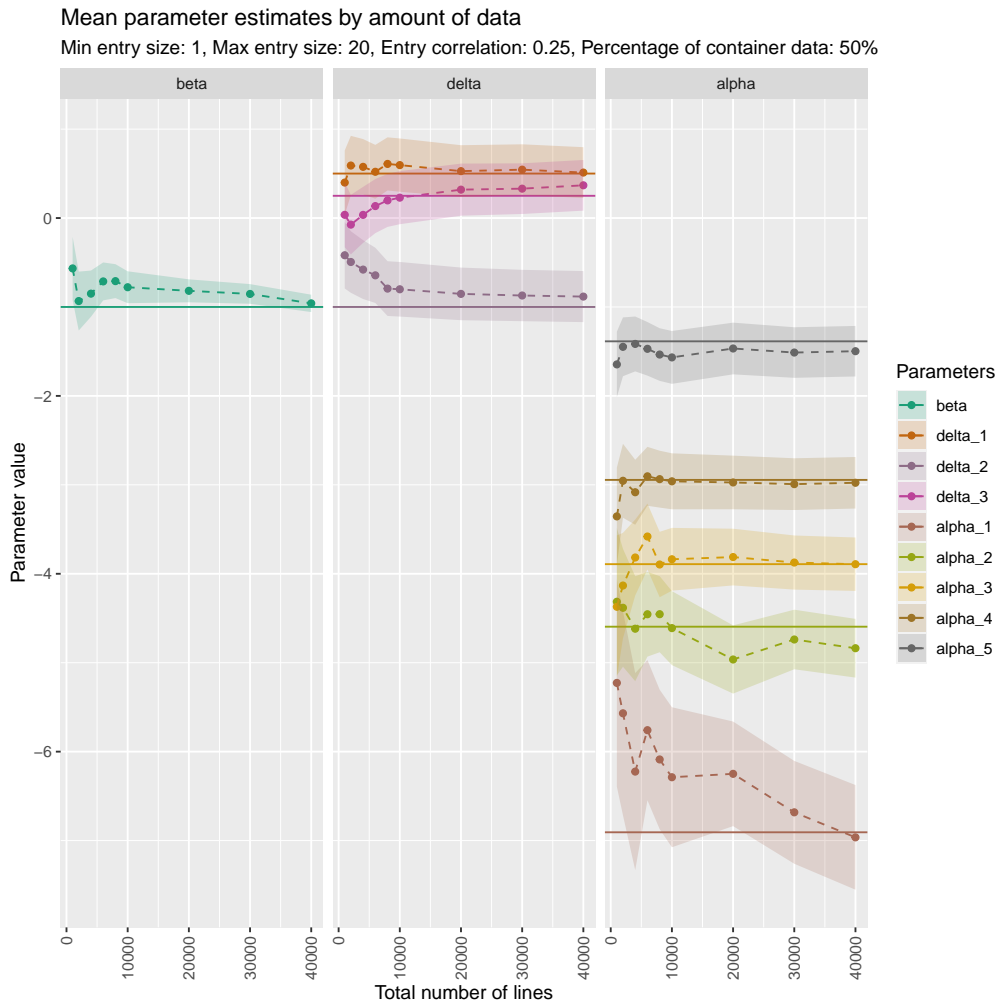 Mean parameter estimates by amount of data
Min entry size: 1, Max entry size: 20, Entry correlation: 0.25, Percentage of container data: 50%
beta
delta
alpha
0
−2
−4
−6
Parameter value
0
10000
20000
30000
40000
0
10000
20000
30000
40000
0
10000
20000
30000
40000
Total number of lines
Parameters
beta
delta_1
delta_2
delta_3
alpha_1
alpha_2
alpha_3
alpha_4
alpha_5